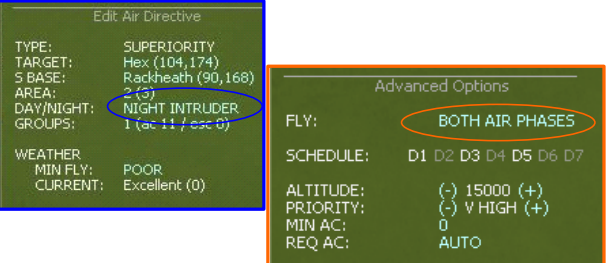 Edit Air Directive
TYPE: SUPERIORITY
TARGET: Hex (104,174)
S BASE: Rackheath (90,168)
AREA: 2 (3)
DAY/NIGHT: NIGHT INTRUDER
GROUPS: 1 (ac 11 / esc 0)
WEATHER
MIN FLY: POOR
CURRENT: Excellent (0)
Advanced Options
FLY: BOTH AIR PHASES
SCHEDULE: D1 D2 D3 D4 D5 D6 D7
ALTITUDE: (-) 15000 (+)
PRIORITY: (-) V HIGH (+)
MIN AC: 0
REQ AC: AUTO